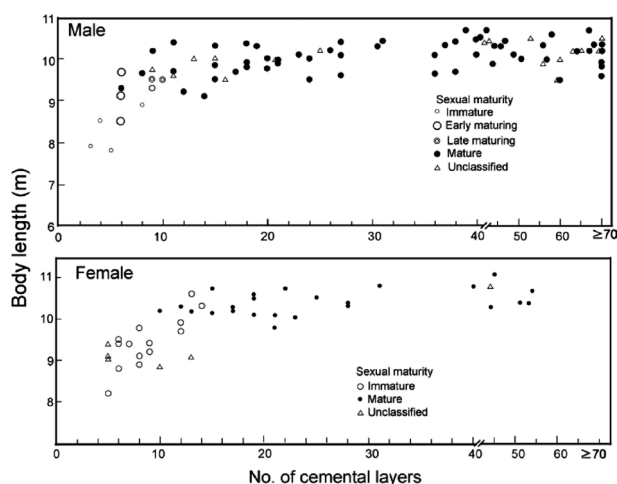 Male
11
10
9
8
7
6
Sexual maturity
Immature
Early maturing
Late maturing
Mature
Unclassified
0 10 20 30 40 50 60 ≥70
Body length (m)
Female
11
10
9
8
Sexual maturity
Immature
Mature
Unclassified
0 10 20 30 40 50 60 ≥70
No. of cemental layers